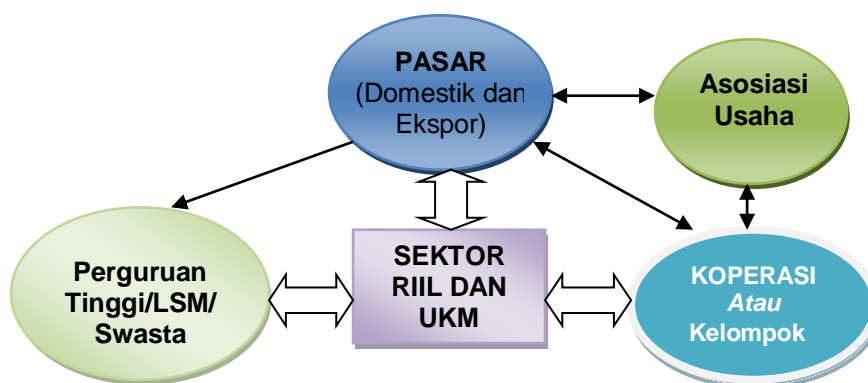 PASAR
(Domestik dan
Ekspor)
Asosiasi
Usaha
Perguruan
Tinggi/LSM/
Swasta
SEKTOR
RIIL DAN
UKM
KOPERASI
Atau
Kelompok